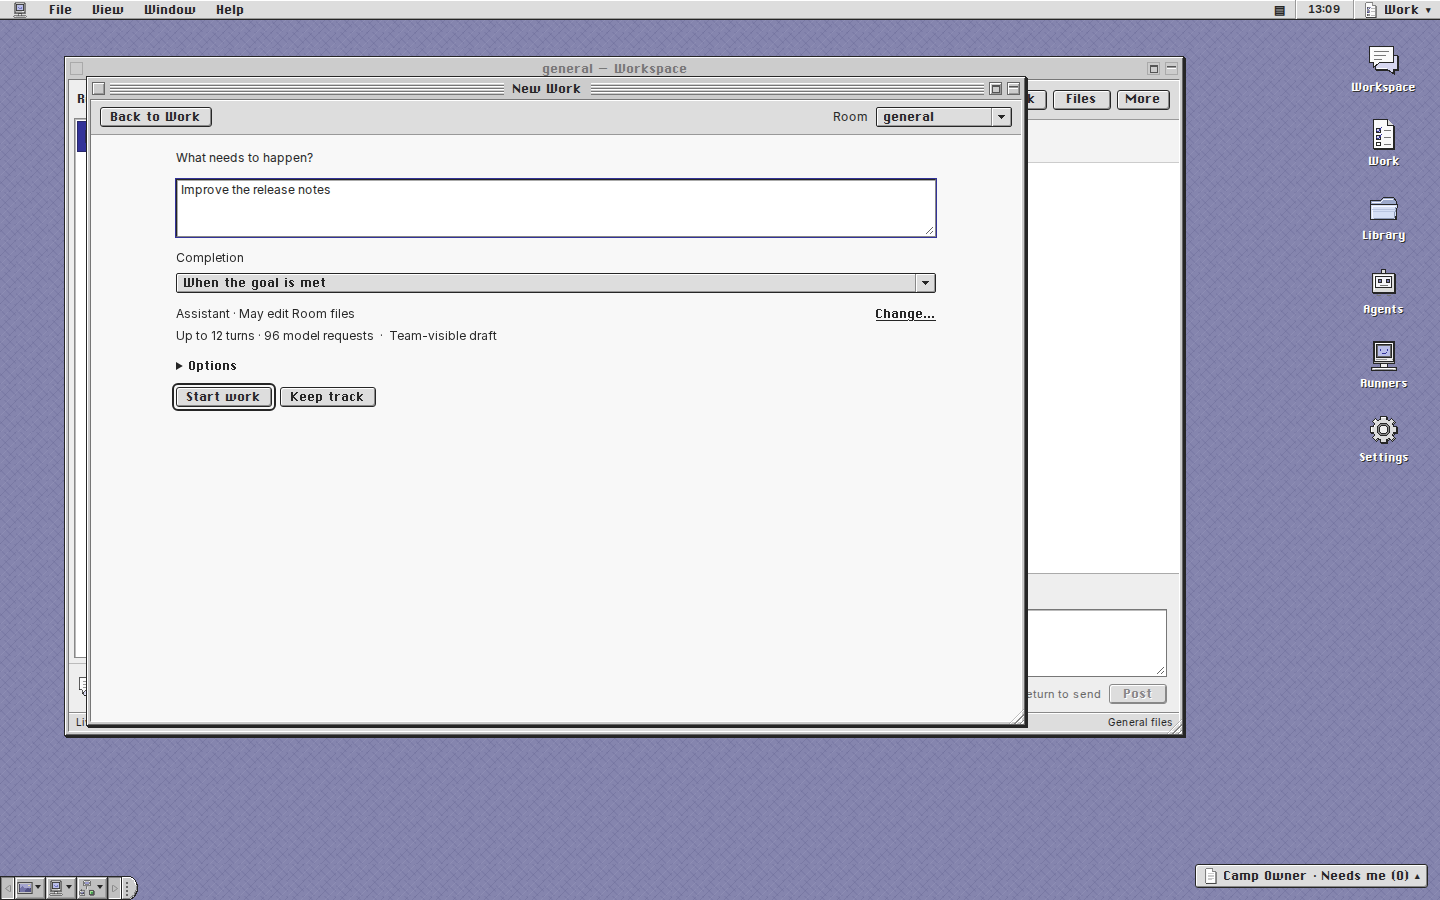 File View Window Help
13:09 Work
general — Workspace
New Work
Files More
Back to Work
Room general
What needs to happen?
Improve the release notes
Completion
When the goal is met
Assistant · May edit Room files
Change...
Up to 12 turns · 96 model requests · Team-visible draft
Options
Start work Keep track
to send
Post
General files
Workspace
Work
Library
Agents
Runners
Settings
Camp Owner · Needs me (0)